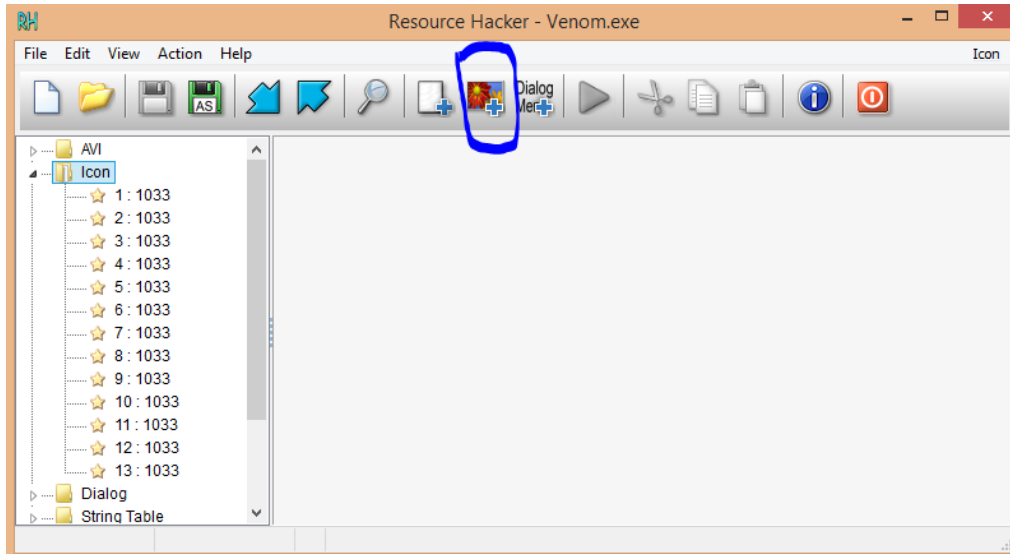 RH Resource Hacker - Venom.exe
File Edit View Action Help Icon
AS Dialog
AVI
Icon
1 : 1033
2 : 1033
3 : 1033
4 : 1033
5 : 1033
6 : 1033
7 : 1033
8 : 1033
9 : 1033
10 : 1033
11 : 1033
12 : 1033
13 : 1033
Dialog
String Table